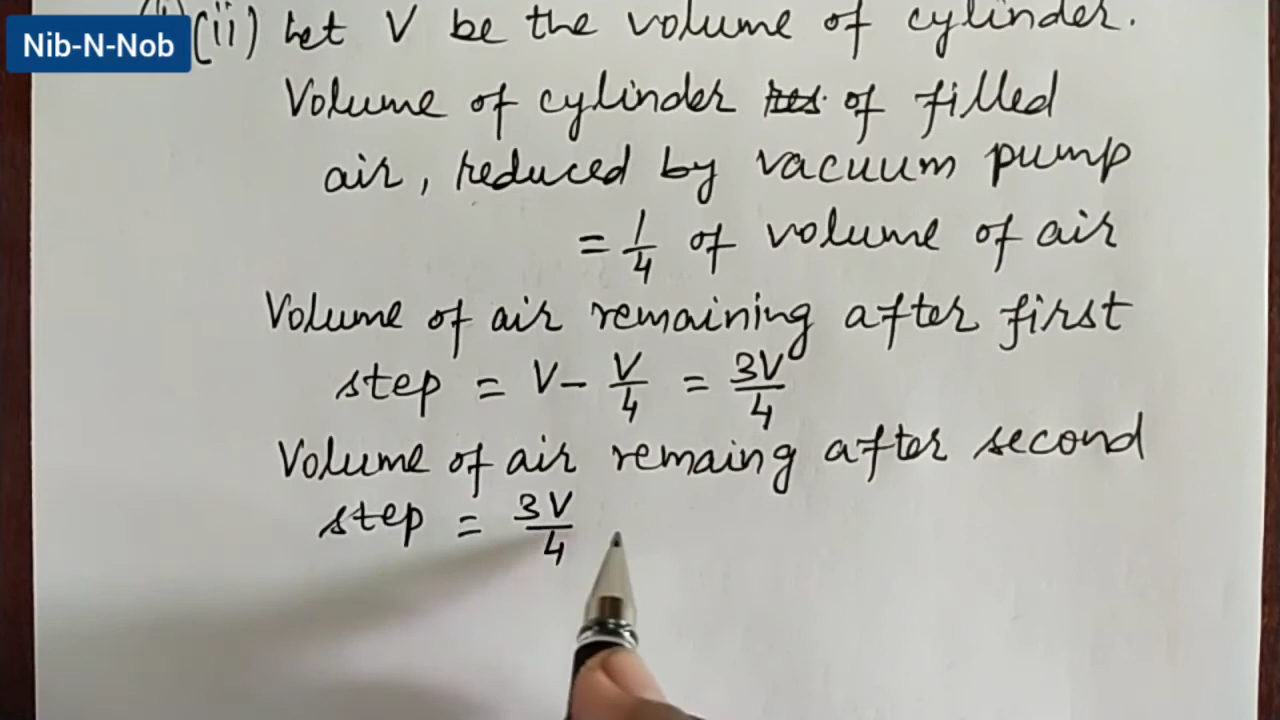 Nib-N-Nob
(ii) Let V be the volume of cylinder.
Volume of cylinder of filled
air, reduced by vacuum pump
= 1/4 of volume of air
Volume of air remaining after first
step = V - V/4 = 3V/4
Volume of air remaing after second
step = 3V/4